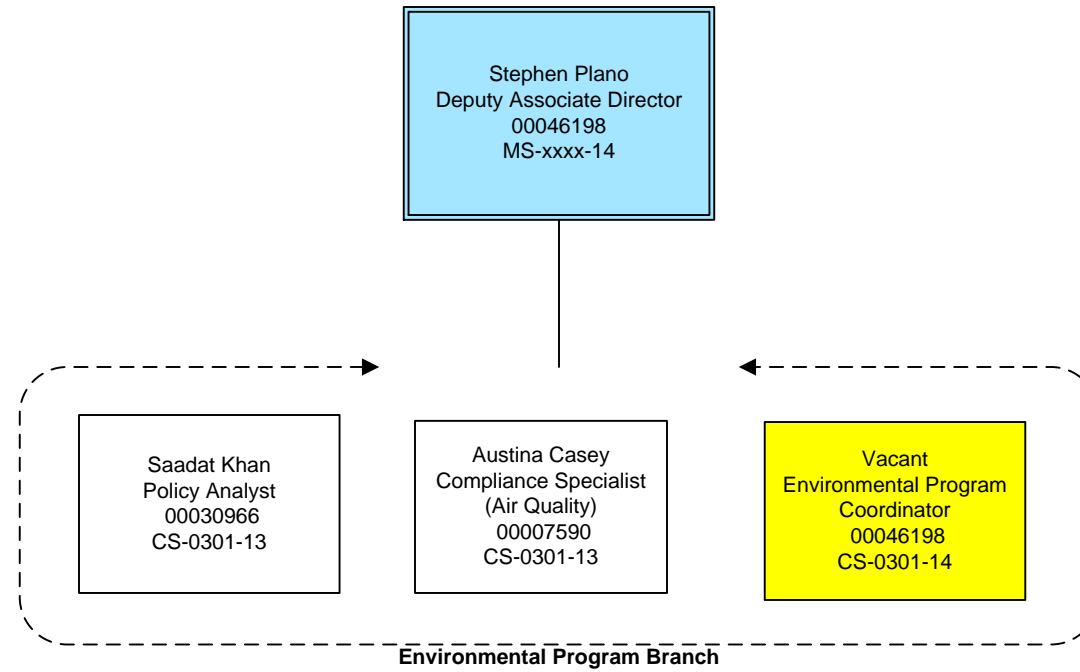 Stephen Plano
Deputy Associate Director
00046198
MS-xxxx-14
Saadat Khan
Policy Analyst
00030966
CS-0301-13
Austina Casey
Compliance Specialist
(Air Quality)
00007590
CS-0301-13
Vacant
Environmental Program
Coordinator
00046198
CS-0301-14
Environmental Program Branch